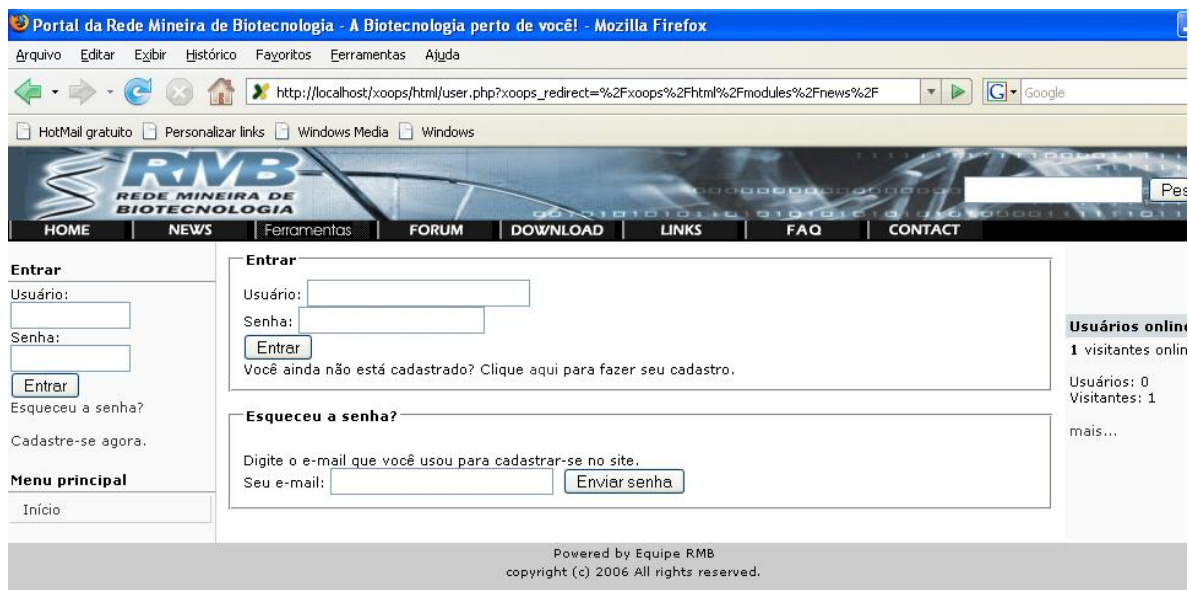 Portal da Rede Mineira de Biotecnologia - A Biotecnologia perto de você! - Mozilla Firefox
Arquivo Editar Exibir Histórico Favoritos Ferramentas Ajuda
http://localhost/xoops/html/user.php?xoops_redirect=%2Fxoops%2Fhtml%2Fmodules%2Fnews%2F
G Google
HotMail gratuito Personalizar links Windows Media Windows
RMB
REDE MINEIRA DE
BIOTECNOLOGIA
Pes
HOME NEWS Ferramentas FORUM DOWNLOAD LINKS FAQ CONTACT
Entrar
Usuário:
Senha:
Entrar
Esqueceu a senha?
Cadastre-se agora.
Menu principal
Início
Entrar
Usuário:
Senha:
Entrar
Você ainda não está cadastrado? Clique aqui para fazer seu cadastro.
Esqueceu a senha?
Digite o e-mail que você usou para cadastrar-se no site.
Seu e-mail: Enviar senha
Usuários online
1 visitantes onlin
Usuários: 0
Visitantes: 1
mais...
Powered by Equipe RMB
copyright (c) 2006 All rights reserved.